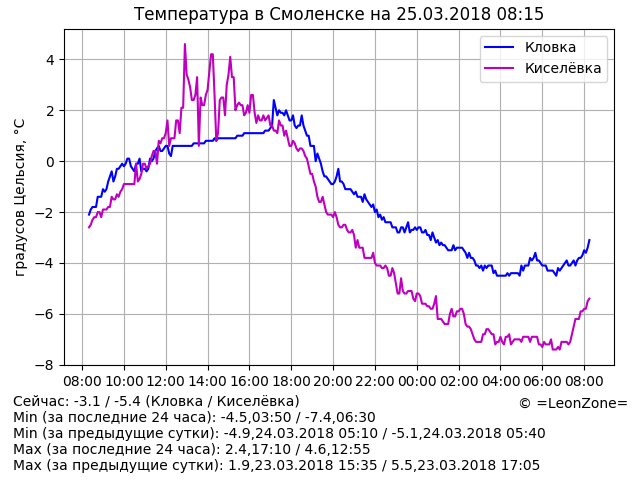 Температура в Смоленске на 25.03.2018 08:15
Кловка
Киселёвка
градусов Цельсия, °C
4
2
0
−2
−4
−6
−8
08:00 10:00 12:00 14:00 16:00 18:00 20:00 22:00 00:00 02:00 04:00 06:00 08:00
Сейчас: -3.1 / -5.4 (Кловка / Киселёвка)
© =LeonZone=
Min (за последние 24 часа): -4.5,03:50 / -7.4,06:30
Min (за предыдущие сутки): -4.9,24.03.2018 05:10 / -5.1,24.03.2018 05:40
Max (за последние 24 часа): 2.4,17:10 / 4.6,12:55
Max (за предыдущие сутки): 1.9,23.03.2018 15:35 / 5.5,23.03.2018 17:05